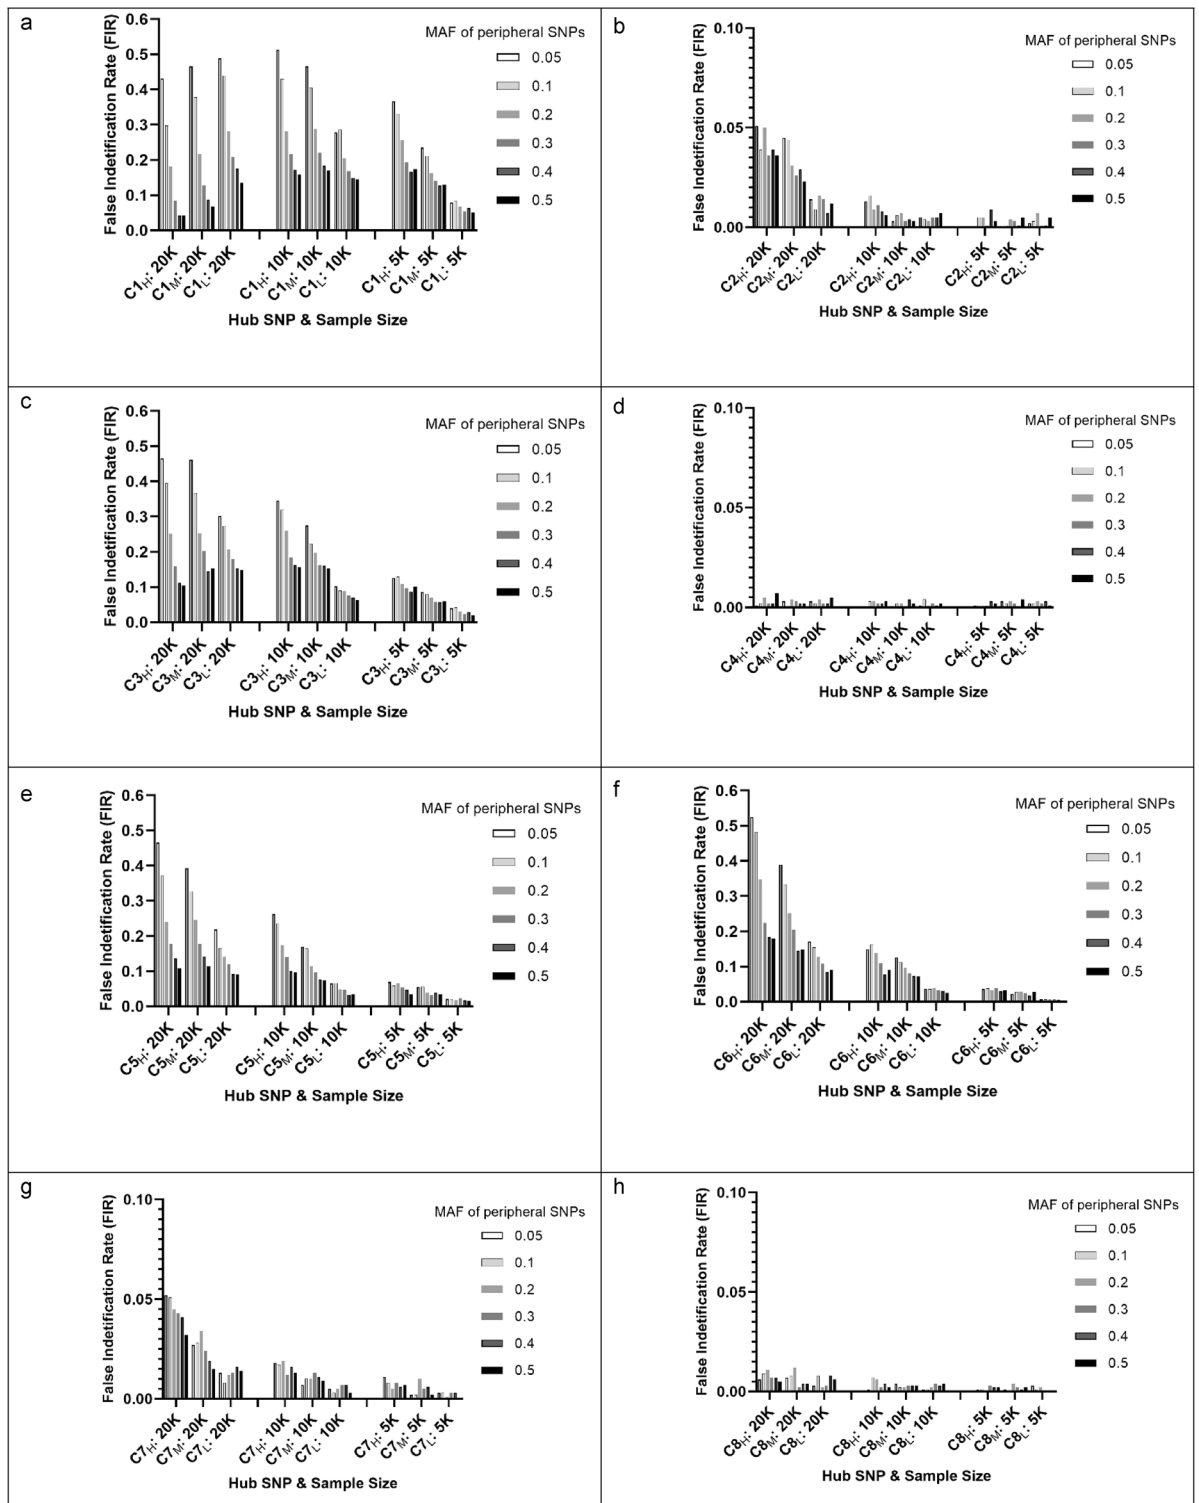 a
False Indetification Rate (FIR)
0.6
0.5
0.4
0.3
0.2
0.1
0.0
C1H: 20K
C1M: 20K
C1L: 20K
C1H: 10K
C1M: 10K
C1L: 10K
C1H: 5K
C1M: 5K
C1L: 5K
Hub SNP & Sample Size
MAF of peripheral SNPs
0.05
0.1
0.2
0.3
0.4
0.5
b
False Indetification Rate (FIR)
0.10
0.05
0.00
C2H: 20K
C2M: 20K
C2L: 20K
C2H: 10K
C2M: 10K
C2L: 10K
C2H: 5K
C2M: 5K
C2L: 5K
Hub SNP & Sample Size
MAF of peripheral SNPs
0.05
0.1
0.2
0.3
0.4
0.5
c
False Indetification Rate (FIR)
0.6
0.5
0.4
0.3
0.2
0.1
0.0
C3H: 20K
C3M: 20K
C3L: 20K
C3H: 10K
C3M: 10K
C3L: 10K
C3H: 5K
C3M: 5K
C3L: 5K
Hub SNP & Sample Size
MAF of peripheral SNPs
0.05
0.1
0.2
0.3
0.4
0.5
d
False Indetification Rate (FIR)
0.10
0.05
0.00
C4H: 20K
C4M: 20K
C4L: 20K
C4H: 10K
C4M: 10K
C4L: 10K
C4H: 5K
C4M: 5K
C4L: 5K
Hub SNP & Sample Size
MAF of peripheral SNPs
0.05
0.1
0.2
0.3
0.4
0.5
e
False Indetification Rate (FIR)
0.6
0.5
0.4
0.3
0.2
0.1
0.0
C5H: 20K
C5M: 20K
C5L: 20K
C5H: 10K
C5M: 10K
C5L: 10K
C5H: 5K
C5M: 5K
C5L: 5K
Hub SNP & Sample Size
MAF of peripheral SNPs
0.05
0.1
0.2
0.3
0.4
0.5
f
False Indetification Rate (FIR)
0.6
0.5
0.4
0.3
0.2
0.1
0.0
C6H: 20K
C6M: 20K
C6L: 20K
C6H: 10K
C6M: 10K
C6L: 10K
C6H: 5K
C6M: 5K
C6L: 5K
Hub SNP & Sample Size
MAF of peripheral SNPs
0.05
0.1
0.2
0.3
0.4
0.5
g
False Indetification Rate (FIR)
0.10
0.05
0.00
C7H: 20K
C7M: 20K
C7L: 20K
C7H: 10K
C7M: 10K
C7L: 10K
C7H: 5K
C7M: 5K
C7L: 5K
Hub SNP & Sample Size
MAF of peripheral SNPs
0.05
0.1
0.2
0.3
0.4
0.5
h
False Indetification Rate (FIR)
0.10
0.05
0.00
C8H: 20K
C8M: 20K
C8L: 20K
C8H: 10K
C8M: 10K
C8L: 10K
C8H: 5K
C8M: 5K
C8L: 5K
Hub SNP & Sample Size
MAF of peripheral SNPs
0.05
0.1
0.2
0.3
0.4
0.5